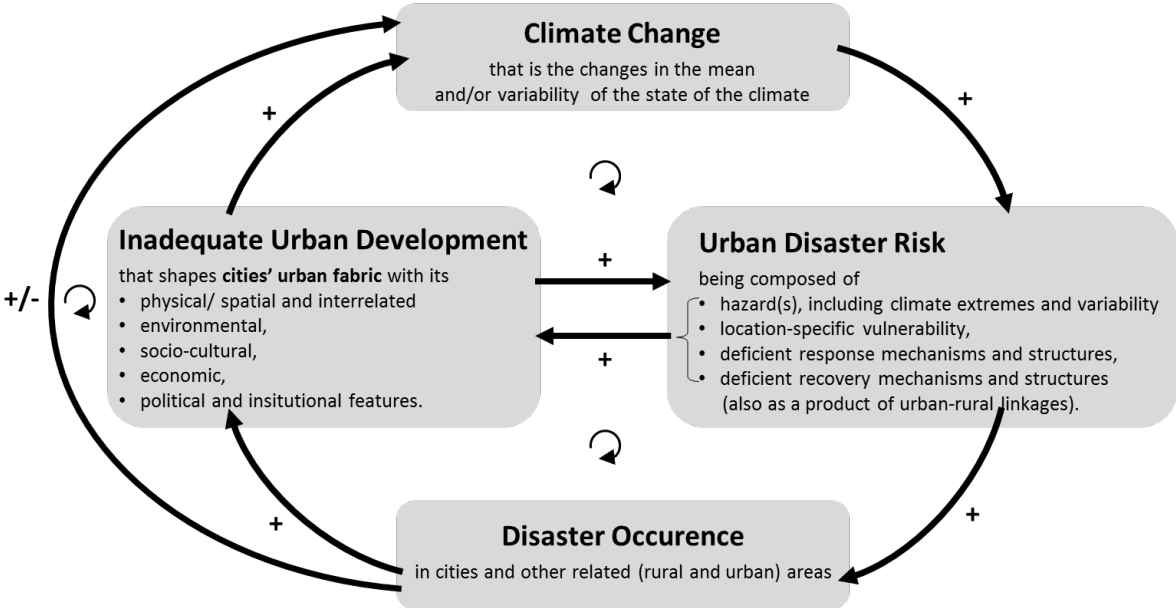 Climate Change
that is the changes in the mean
and/or variability of the state of the climate
+
+
Inadequate Urban Development
that shapes cities' urban fabric with its
• physical/ spatial and interrelated
• environmental,
• socio-cultural,
• economic,
• political and insitutional features.
+/-
+
+
Urban Disaster Risk
being composed of
• hazard(s), including climate extremes and variability
• location-specific vulnerability,
• deficient response mechanisms and structures,
• deficient recovery mechanisms and structures
(also as a product of urban-rural linkages).
+
+
Disaster Occurence
in cities and other related (rural and urban) areas